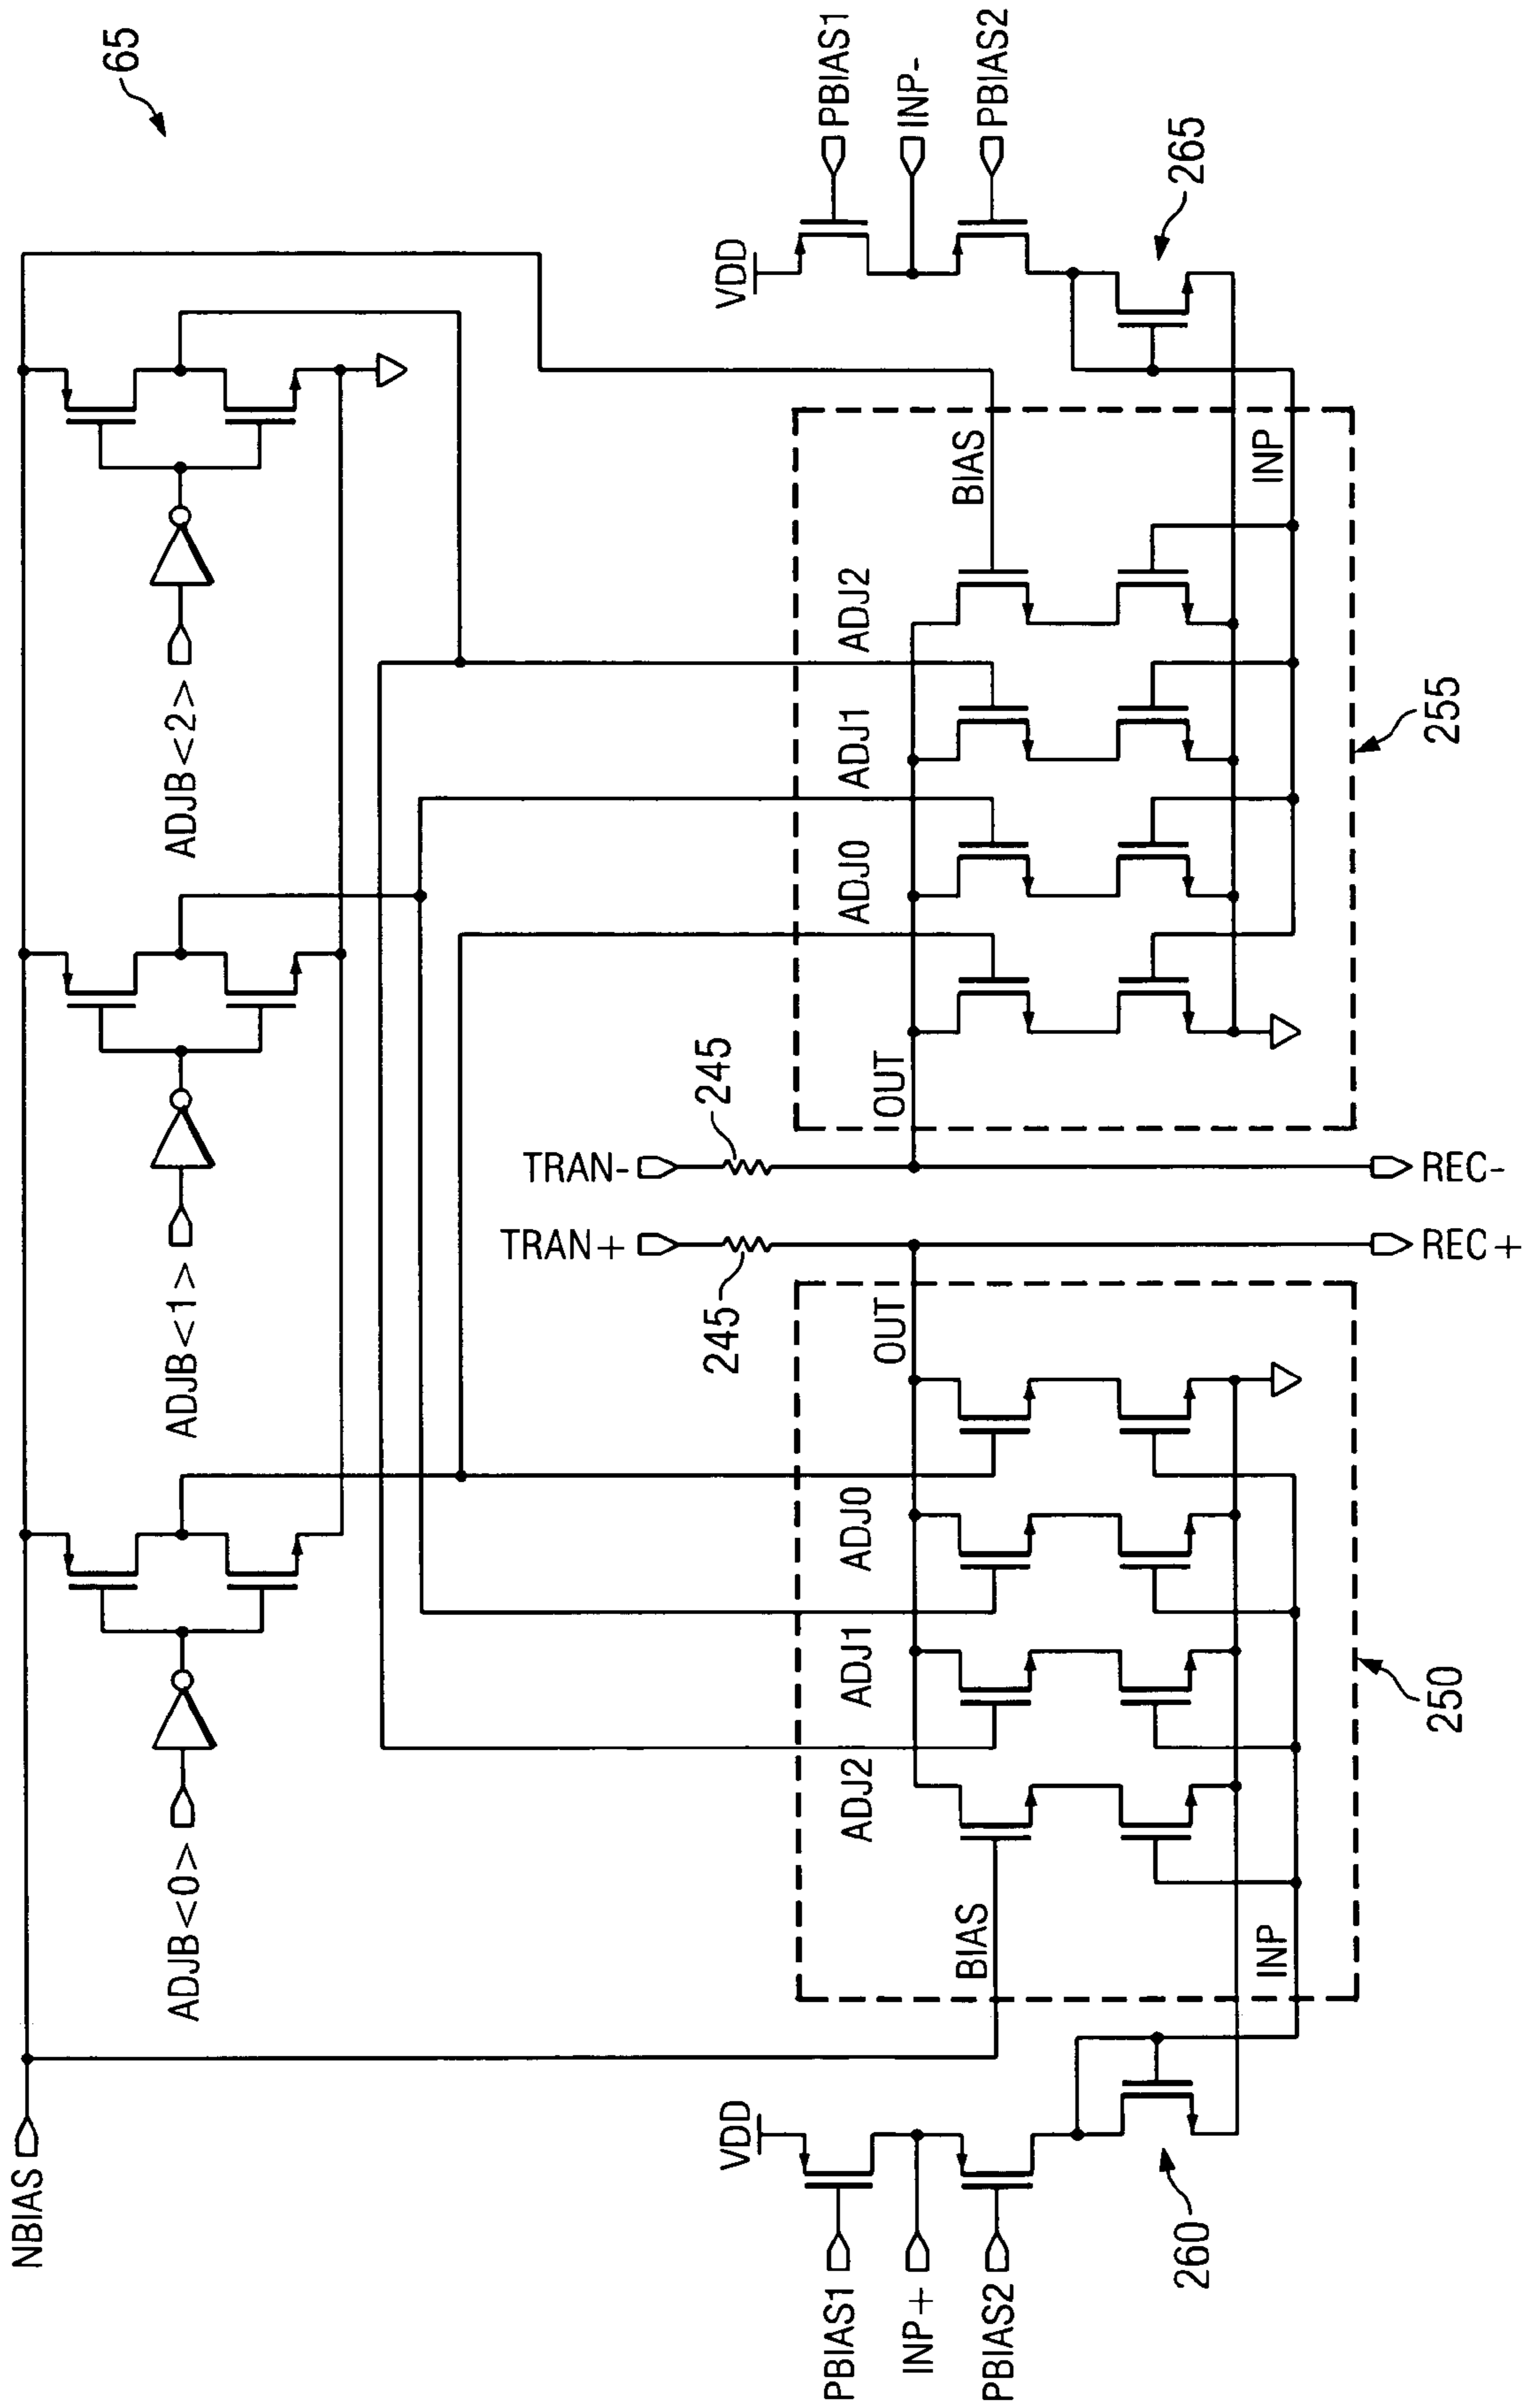 65
NBIAS
ADJB<0>
ADJB<1>
ADJB<2>
VDD
PBIAS1
INP+
PBIAS2
260
BIAS
INP
ADJ2
ADJ1
ADJ0
OUT
250
TRAN+
245
REC+
TRAN-
245
REC-
OUT
ADJ0
ADJ1
ADJ2
BIAS
INP
255
VDD
PBIAS1
INP-
PBIAS2
265